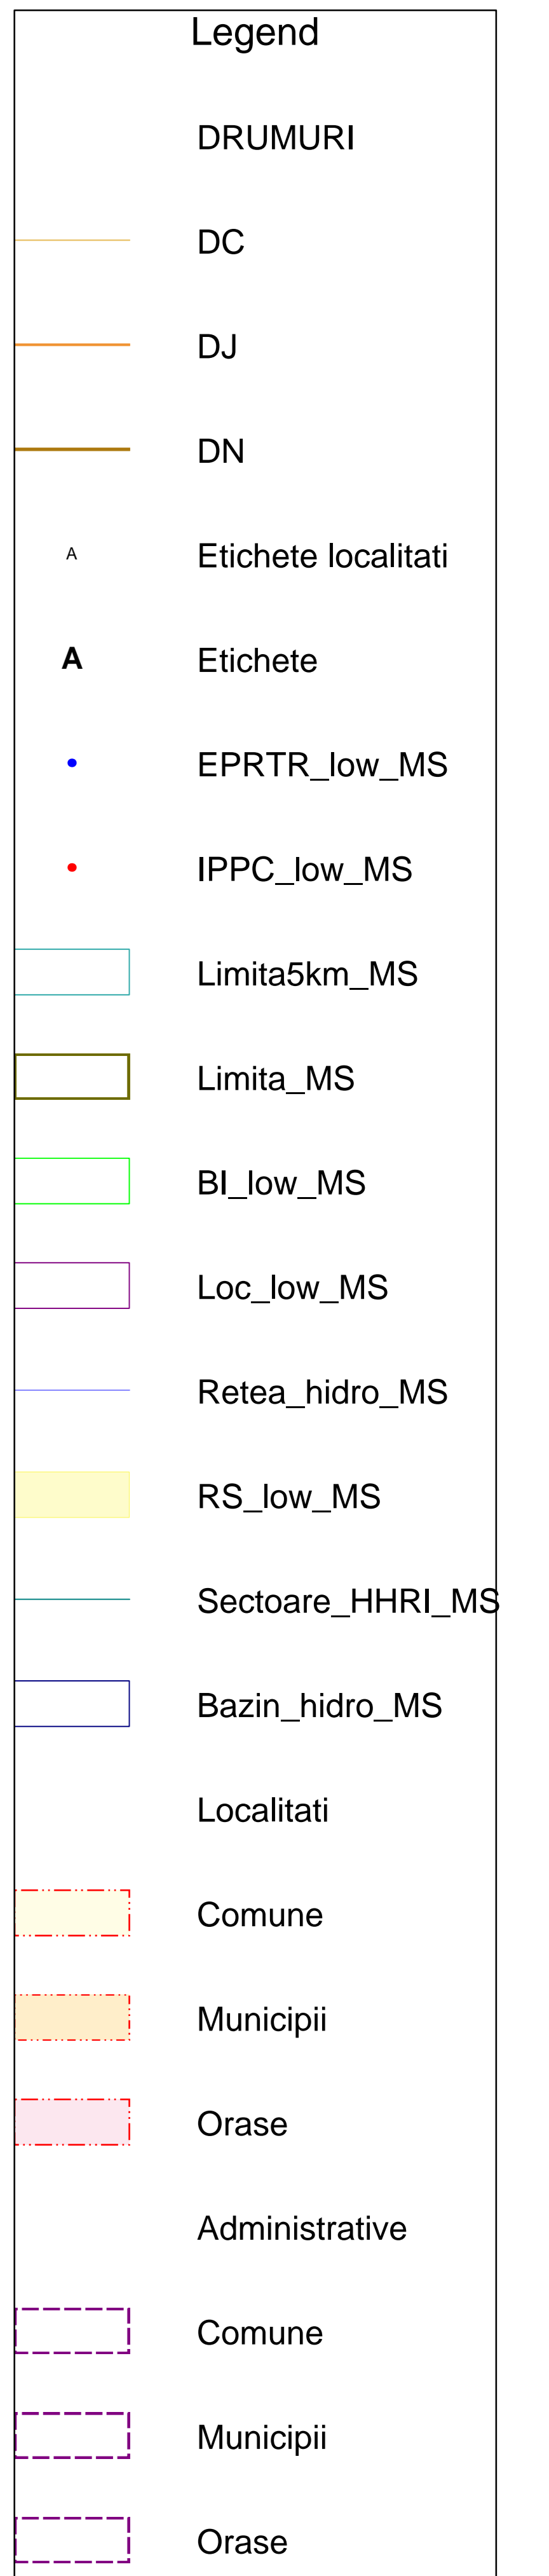 Legend
DRUMURI
DC
DJ
DN
A Etichete localitati
A Etichete
EPRTR_low_MS
IPPC_low_MS
Limita5km_MS
Limita_MS
BI_low_MS
Loc_low_MS
Retea_hidro_MS
RS_low_MS
Sectoare_HHRI_MS
Bazin_hidro_MS
Localitati
Comune
Municipii
Orase
Administrative
Comune
Municipii
Orase